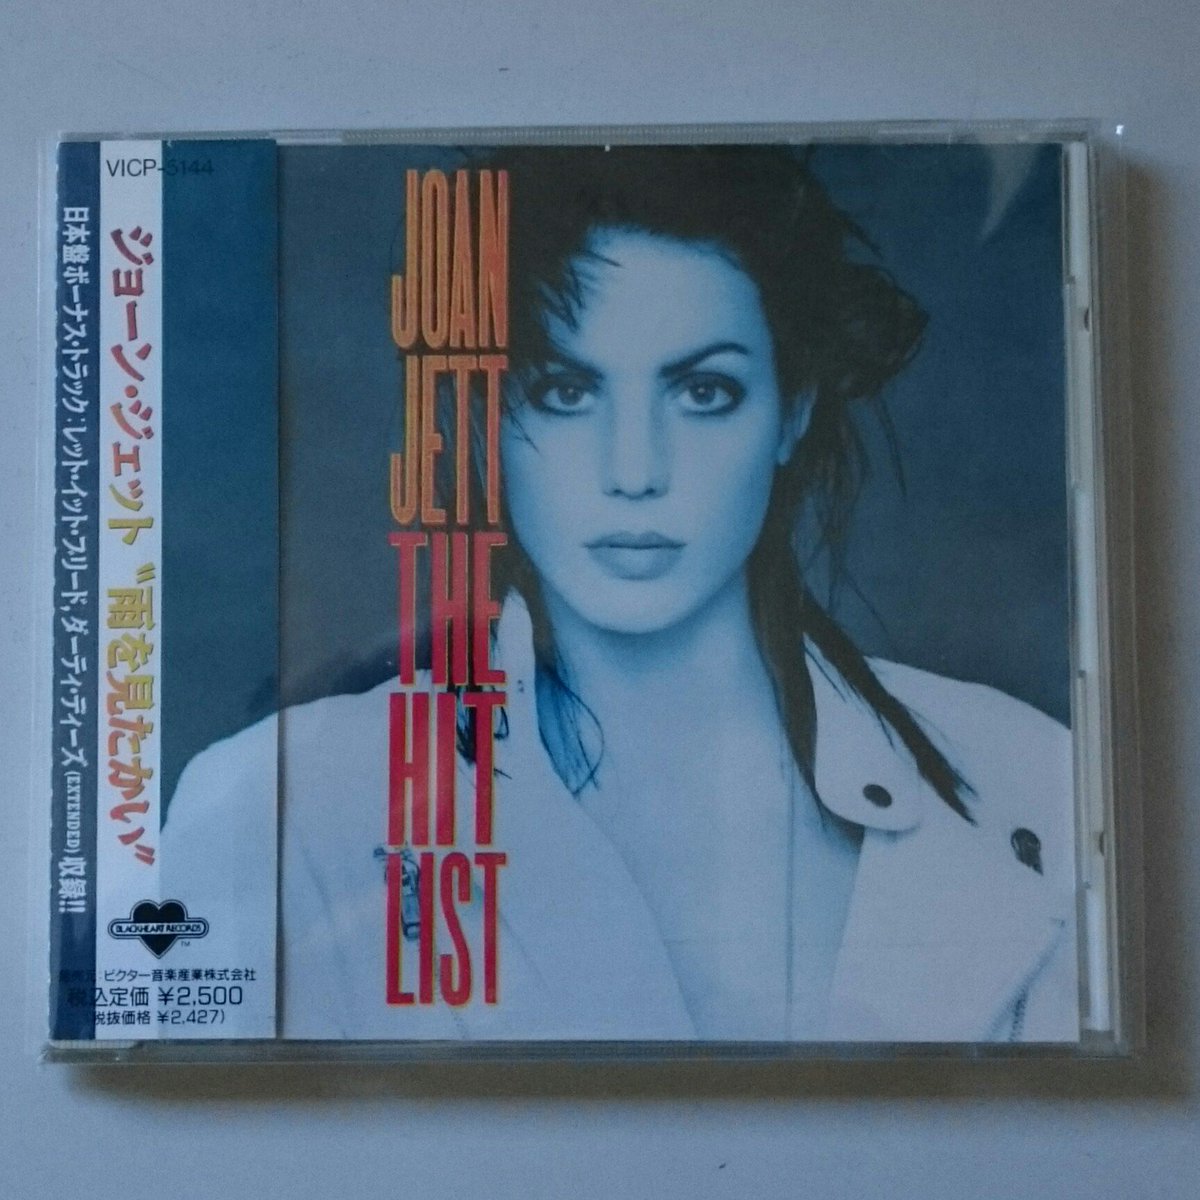 VICP-5144
ジョーン・ジェット “雨を見たかい”
日本盤ボーナス・トラック:レット・イット・ブリード,ダーティ・ディーズ(EXTENDED)収録!!
BLACKHEART RECORDS
TM
発売元:ビクター音楽産業株式会社
税込定価 ¥2,500
(税抜価格 ¥2,427)
JOAN
JETT
THE
HIT
LIST